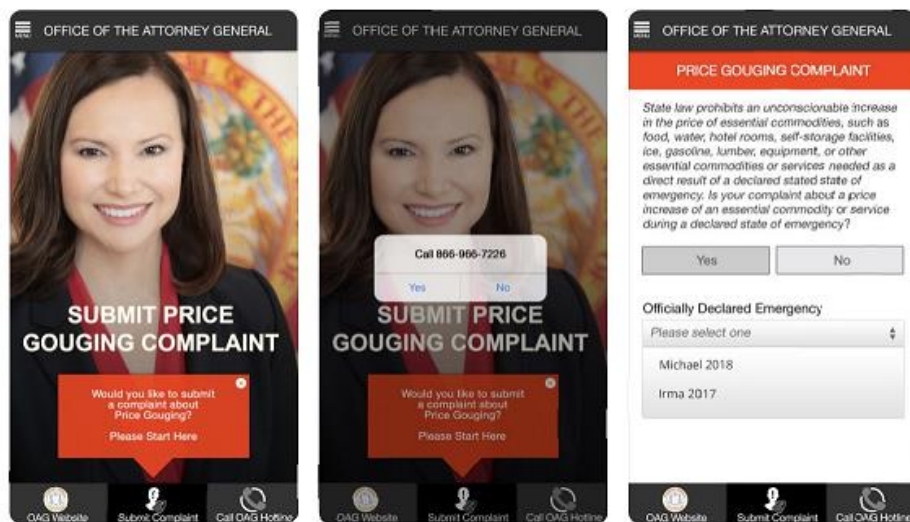 MENU
OFFICE OF THE ATTORNEY GENERAL
SUBMIT PRICE
GOUGING COMPLAINT
Would you like to submit
a complaint about
Price Gouging?
Please Start Here
OAG Website
Submit Complaint
Call OAG Hotline
MENU
OFFICE OF THE ATTORNEY GENERAL
Call 866-966-7226
Yes
No
SUBMIT PRICE
GOUGING COMPLAINT
Would you like to submit
a complaint about
Price Gouging?
Please Start Here
OAG Website
Submit Complaint
Call OAG Hotline
MENU
OFFICE OF THE ATTORNEY GENERAL
PRICE GOUGING COMPLAINT
State law prohibits an unconscionable increase
in the price of essential commodities, such as
food, water, hotel rooms, self-storage facilities,
ice, gasoline, lumber, equipment, or other
essential commodities or services needed as a
direct result of a declared stated state of
emergency. Is your complaint about a price
increase of an essential commodity or service
during a declared state of emergency?
Yes
No
Officially Declared Emergency
Please select one
Michael 2018
Irma 2017
OAG Website
Submit Complaint
Call OAG Hotline